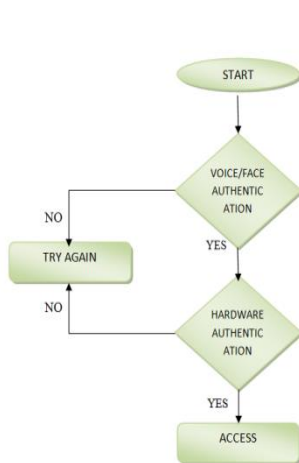 START
VOICE/FACE
AUTHENTIC
ATION
NO
YES
TRY AGAIN
NO
HARDWARE
AUTHENTIC
ATION
YES
ACCESS